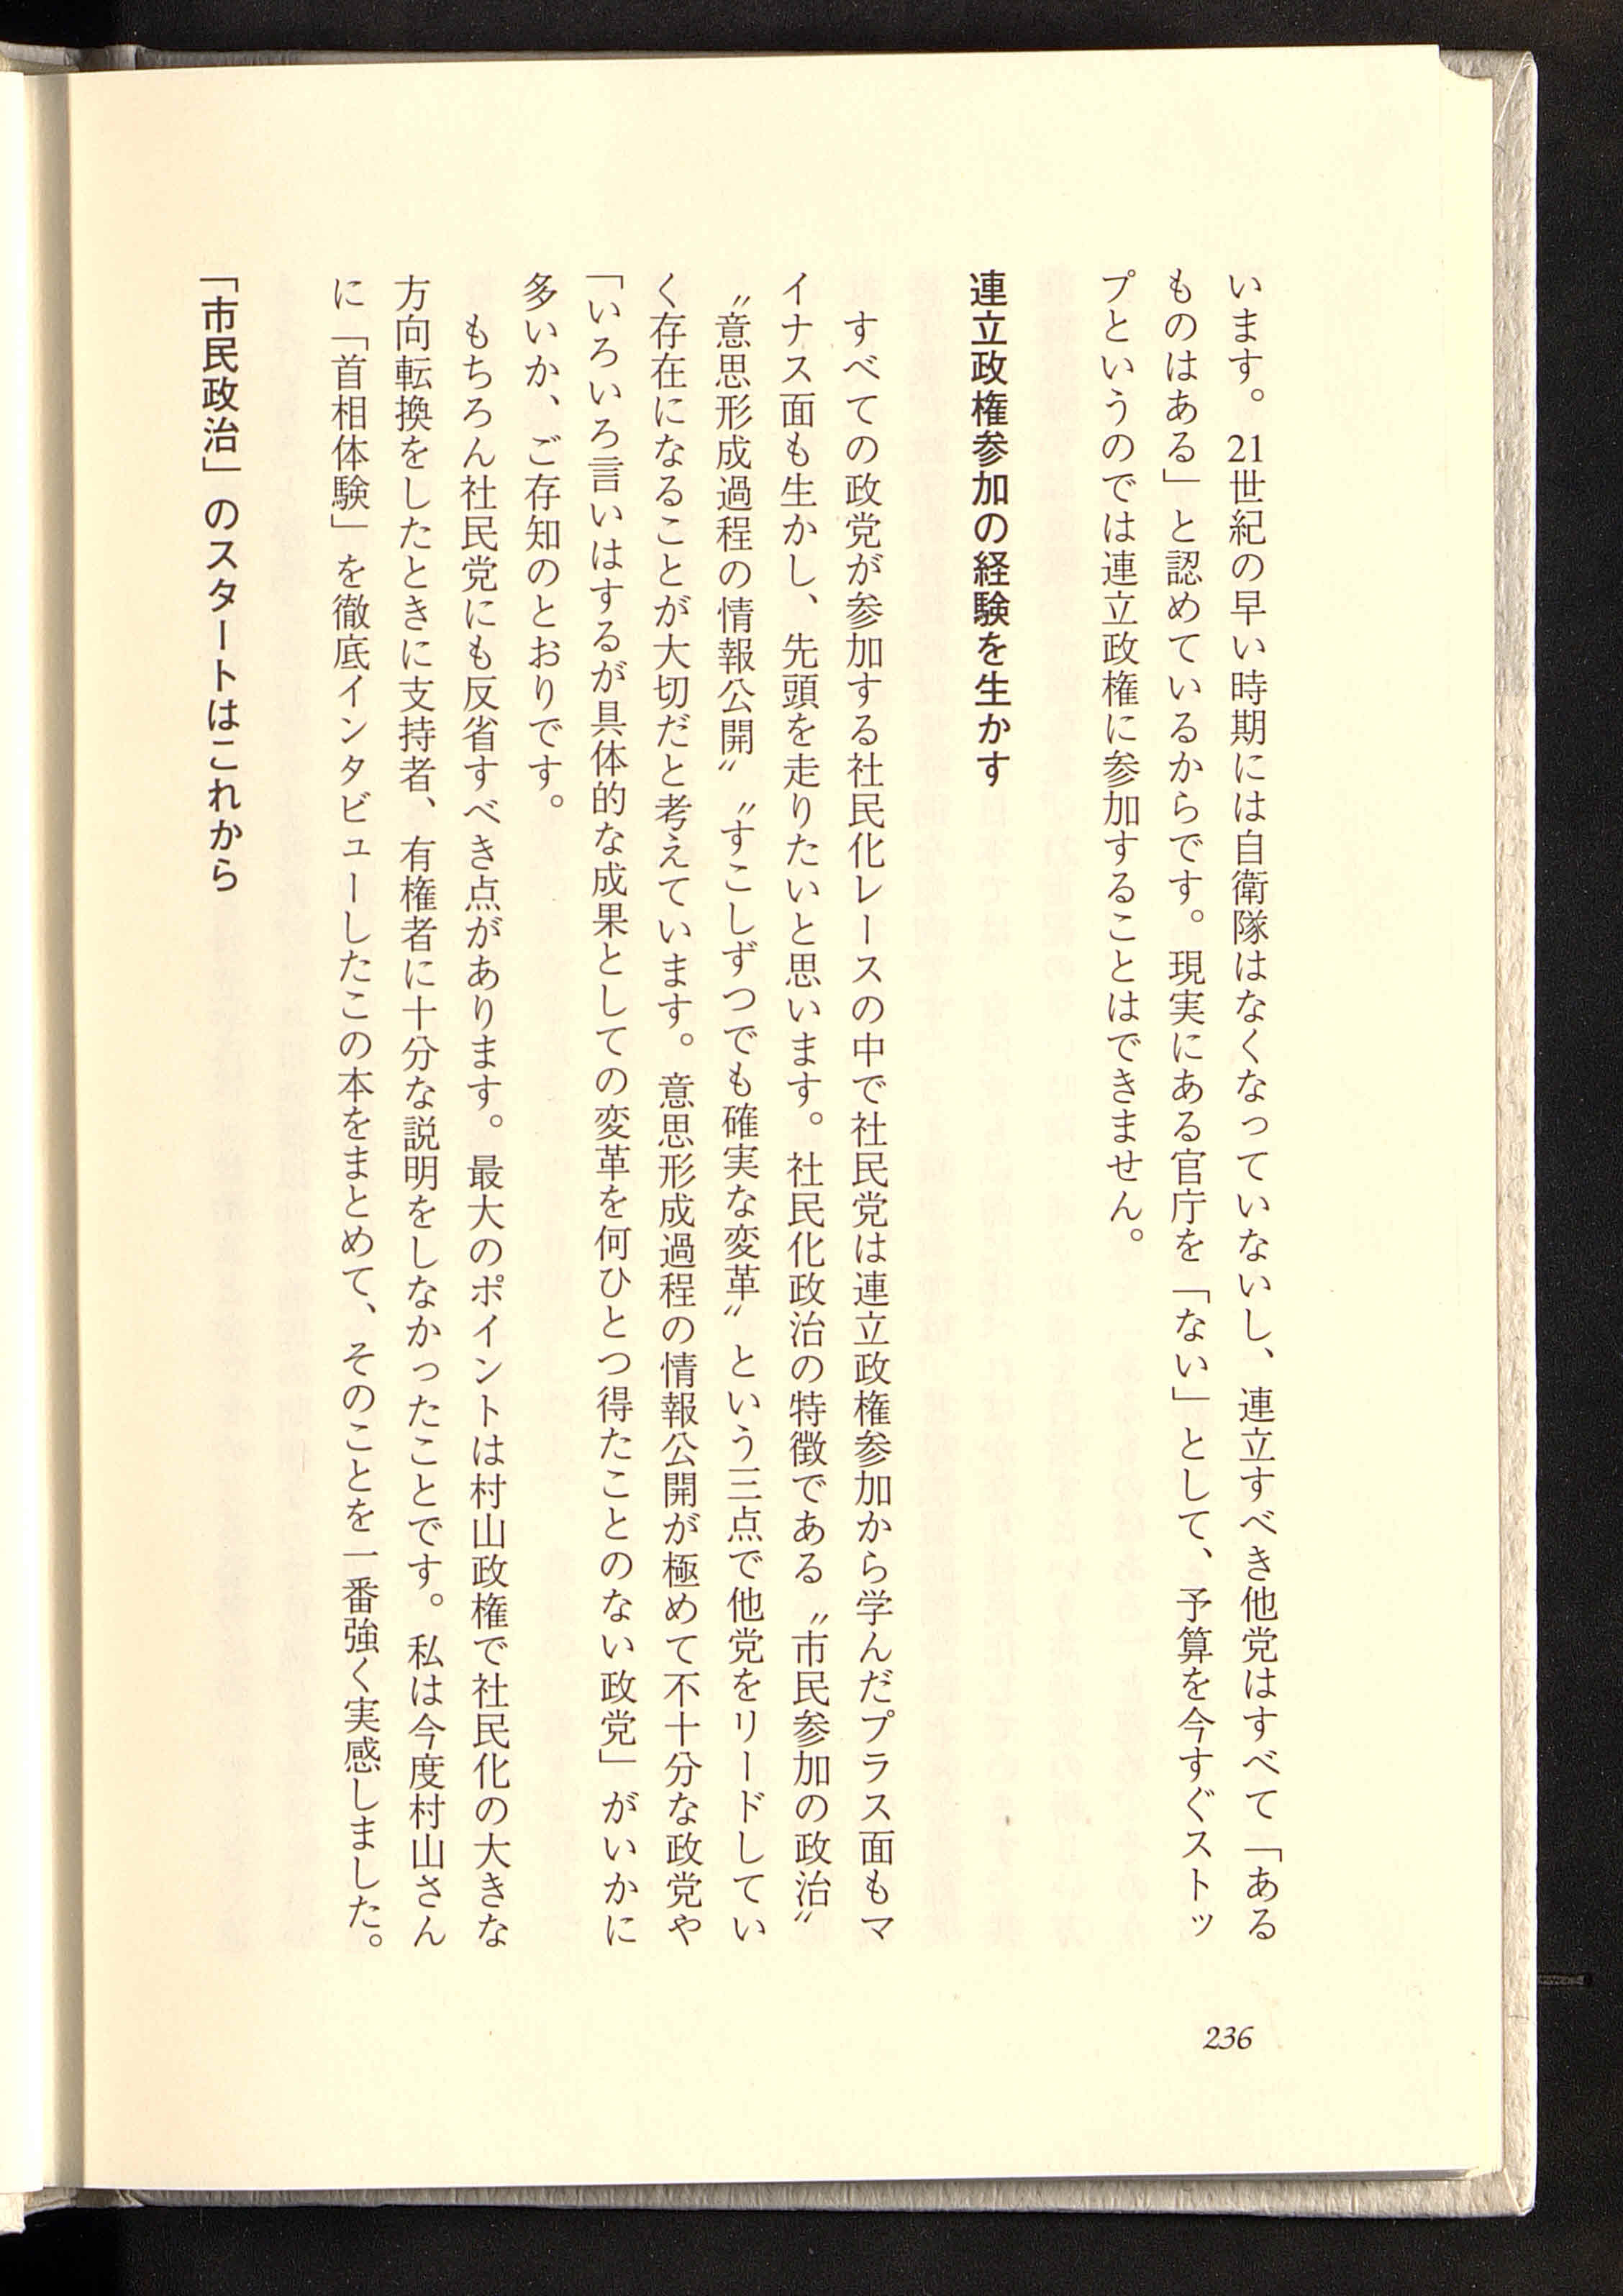 います。21世紀の早い時期には自衛隊はなくなっていないし、連立すべき他党はすべて「ある
ものはある」と認めているからです。現実にある官庁を「ない」として、予算を今すぐストッ
プというのでは連立政権に参加することはできません。
連立政権参加の経験を生かす
すべての政党が参加する社民化レースの中で社民党は連立政権参加から学んだプラス面もマ
イナス面も生かし、先頭を走りたいと思います。社民化政治の特徴である〝市民参加の政治〟
〝意思形成過程の情報公開〟〝すこしずつでも確実な変革〟という三点で他党をリードしてい
く存在になることが大切だと考えています。意思形成過程の情報公開が極めて不十分な政党や
「いろいろ言いはするが具体的な成果としての変革を何ひとつ得たことのない政党」がいかに
多いか、ご存知のとおりです。
もちろん社民党にも反省すべき点があります。最大のポイントは村山政権で社民化の大きな
方向転換をしたときに支持者、有権者に十分な説明をしなかったことです。私は今度村山さん
に「首相体験」を徹底インタビューしたこの本をまとめて、そのことを一番強く実感しました。
「市民政治」のスタートはこれから
236